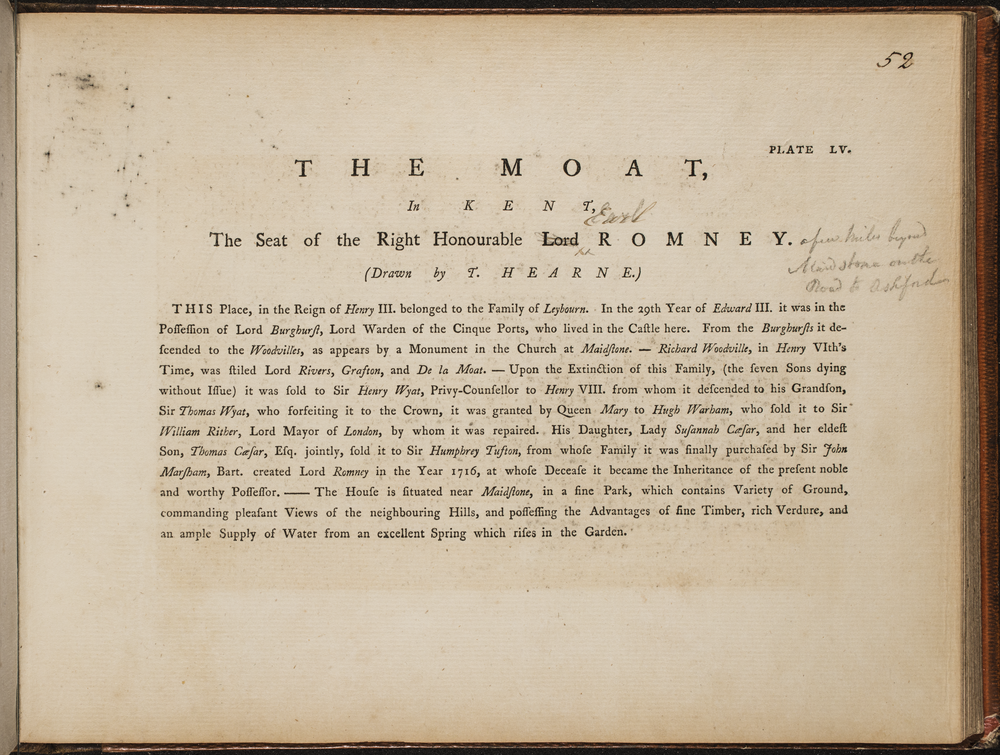 52
PLATE LV.
THE MOAT,
In KENT,
Earl
The Seat of the Right Honourable Lord ROMNEY.
a few miles beyond
Maidstone on the
Road to Ashford
(Drawn by T. HEARNE.)
THIS Place, in the Reign of Henry III. belonged to the Family of Leybourn. In the 29th Year of Edward III. it was in the
Poſſeſſion of Lord Burghurſt, Lord Warden of the Cinque Ports, who lived in the Caſtle here. From the Burghurſts it de-
ſcended to the Woodvilles, as appears by a Monument in the Church at Maidſtone. — Richard Woodville, in Henry VIth's
Time, was ſtiled Lord Rivers, Grafton, and De la Moat. — Upon the Extinction of this Family, (the ſeven Sons dying
without Iſſue) it was ſold to Sir Henry Wyat, Privy-Counſellor to Henry VIII. from whom it deſcended to his Grandſon,
Sir Thomas Wyat, who forfeiting it to the Crown, it was granted by Queen Mary to Hugh Warham, who ſold it to Sir
William Rither, Lord Mayor of London, by whom it was repaired. His Daughter, Lady Suſannah Cæſar, and her eldeſt
Son, Thomas Cæſar, Eſq. jointly, ſold it to Sir Humphrey Tufton, from whoſe Family it was finally purchaſed by Sir John
Marſham, Bart. created Lord Romney in the Year 1716, at whoſe Deceaſe it became the Inheritance of the preſent noble
and worthy Poſſeſſor. —— The Houſe is ſituated near Maidſtone, in a fine Park, which contains Variety of Ground,
commanding pleaſant Views of the neighbouring Hills, and poſſeſſing the Advantages of fine Timber, rich Verdure, and
an ample Supply of Water from an excellent Spring which riſes in the Garden.